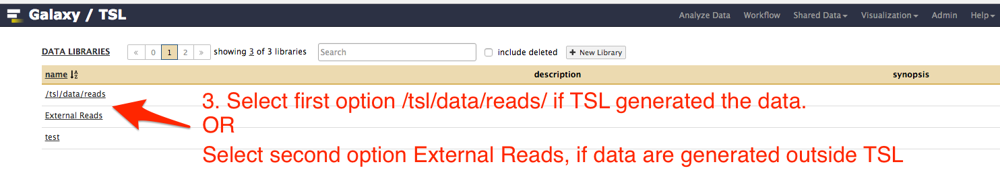 Galaxy / TSL
Analyze Data Workflow Shared Data Visualization Admin Help
DATA LIBRARIES « 0 1 2 » showing 3 of 3 libraries Search include deleted + New Library
name description synopsis
/tsl/data/reads
External Reads
test
3. Select first option /tsl/data/reads/ if TSL generated the data.
OR
Select second option External Reads, if data are generated outside TSL